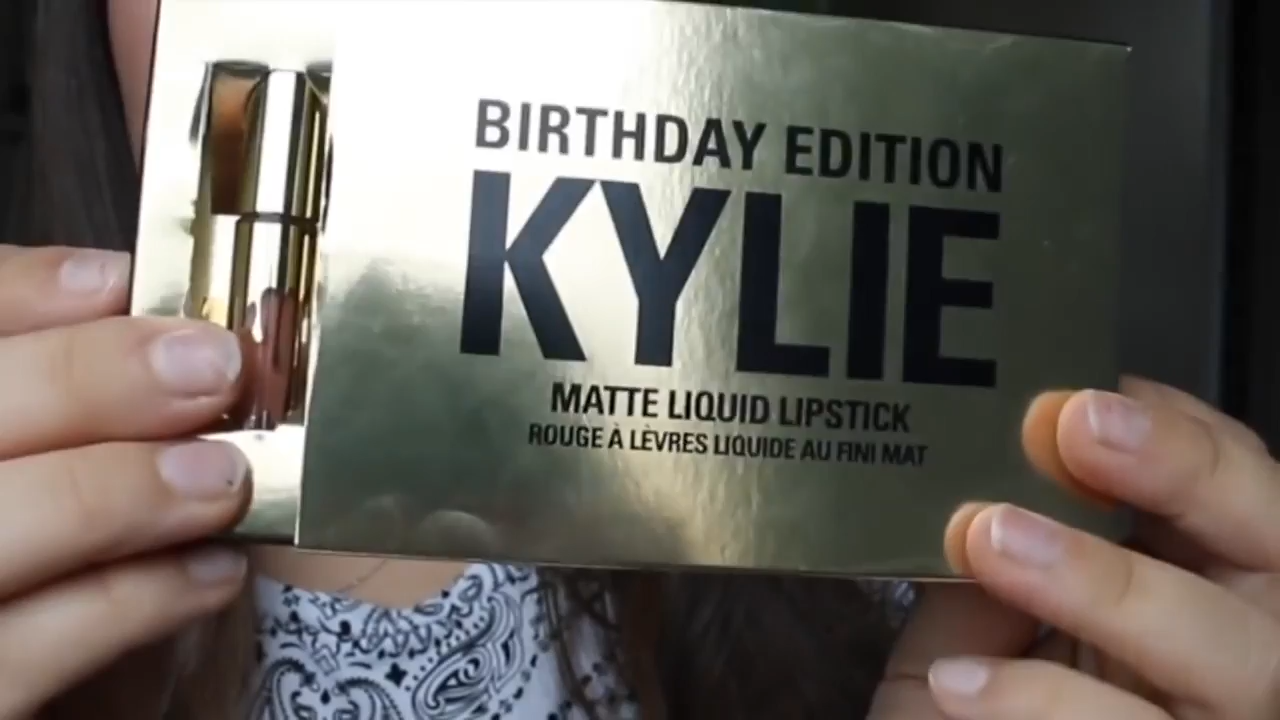 BIRTHDAY EDITION
KYLIE
MATTE LIQUID LIPSTICK
ROUGE À LÈVRES LIQUIDE AU FINI MAT